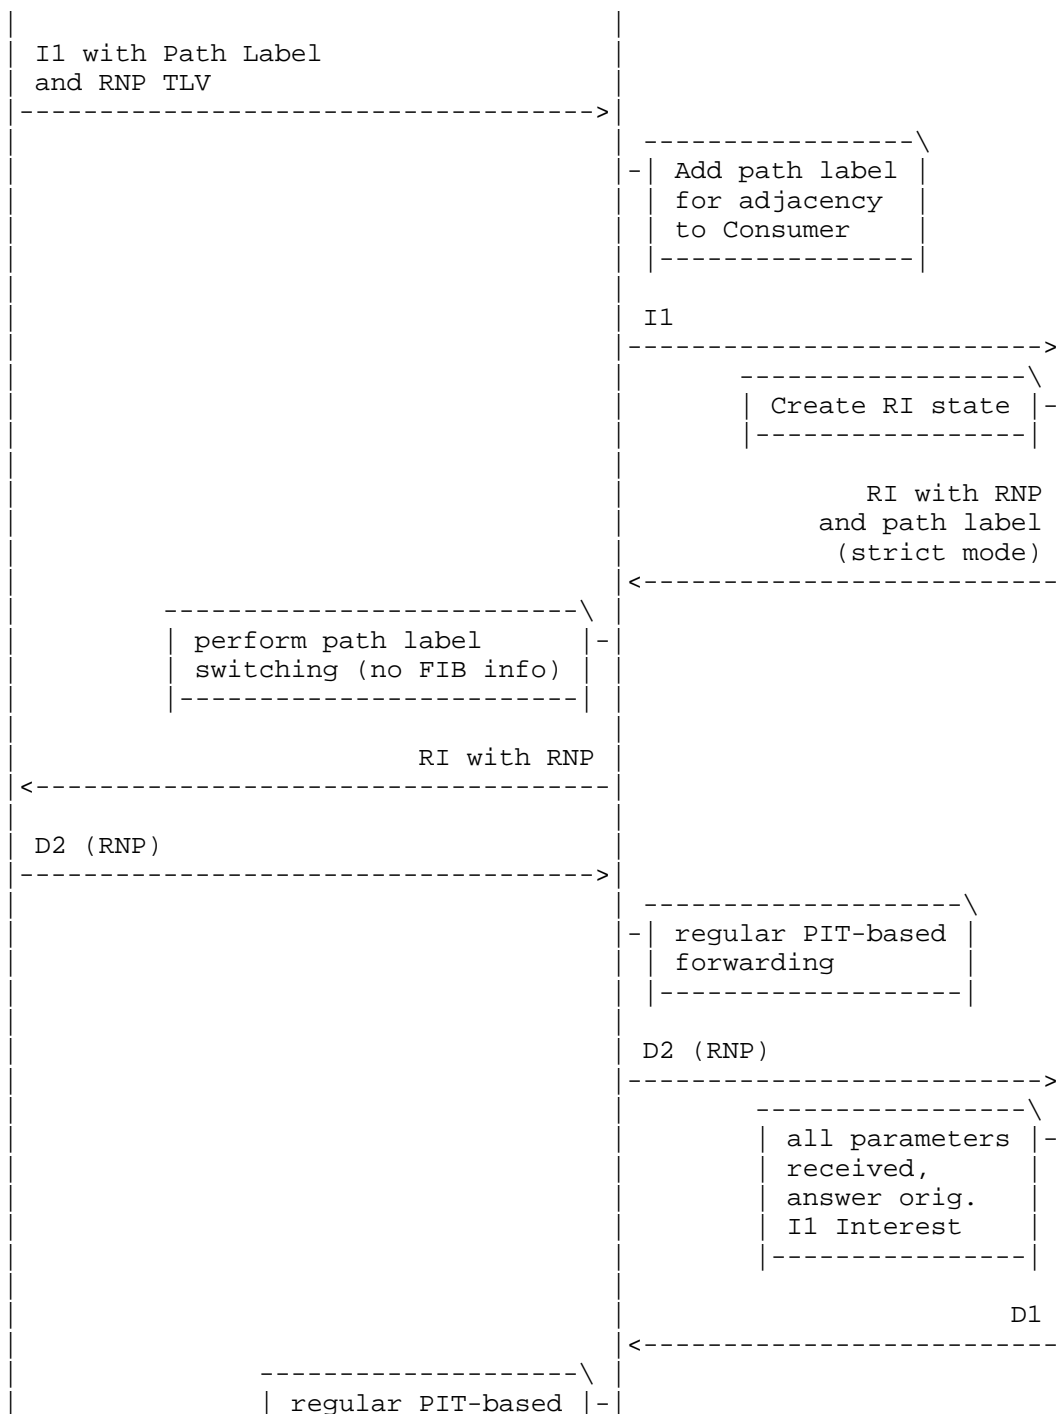 I1 with Path Label
and RNP TLV
Add path label
for adjacency
to Consumer
I1
Create RI state
RI with RNP
and path label
(strict mode)
perform path label
switching (no FIB info)
RI with RNP
D2 (RNP)
regular PIT-based
forwarding
D2 (RNP)
all parameters
received,
answer orig.
I1 Interest
D1
regular PIT-based